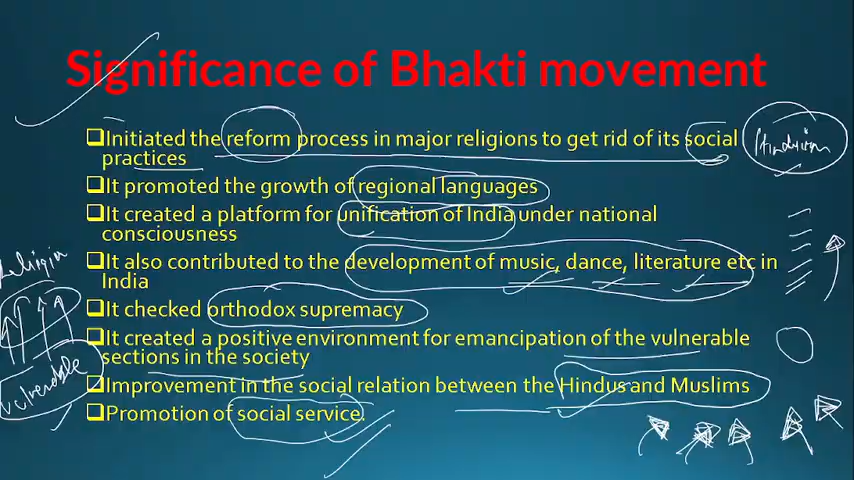 Significance of Bhakti movement
❑Initiated the reform process in major religions to get rid of its social
practices
Hinduism
❑It promoted the growth of regional languages
❑It created a platform for unification of India under national
consciousness
❑It also contributed to the development of music, dance, literature etc in
India
religion
❑It checked orthodox supremacy
❑It created a positive environment for emancipation of the vulnerable
sections in the society
vulnerable
❑Improvement in the social relation between the Hindus and Muslims
❑Promotion of social service.